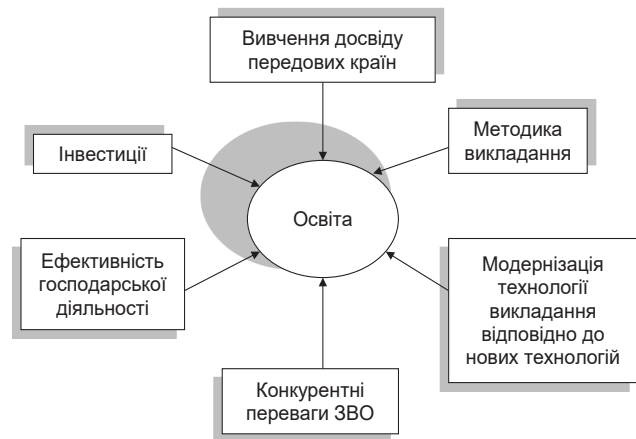 Вивчення досвіду
передових країн
Інвестиції
Методика
викладання
Освіта
Ефективність
господарської
діяльності
Модернізація
технології
викладання
відповідно до
нових технологій
Конкурентні
переваги ЗВО